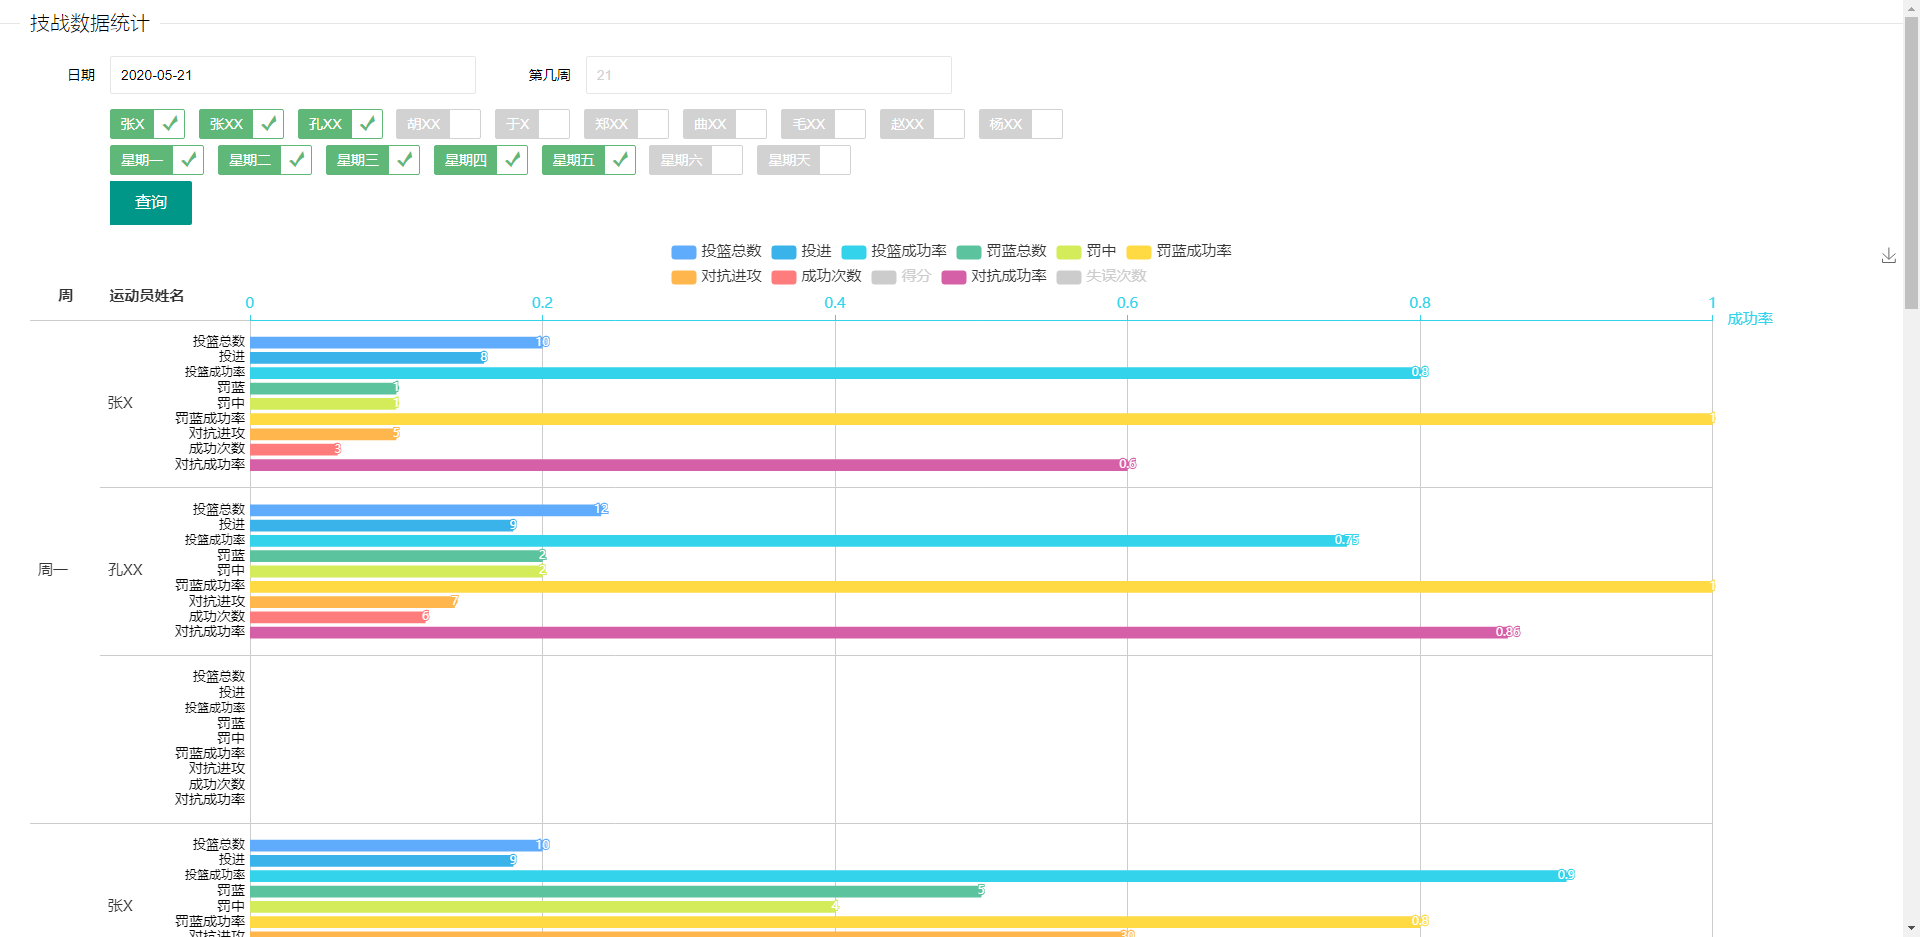 技战数据统计
日期 2020-05-21 第几周 21
张X 张XX 孔XX 胡XX 于X 郑XX 曲XX 毛XX 赵XX 杨XX
星期一 星期二 星期三 星期四 星期五 星期六 星期天
查询
投篮总数 投进 投篮成功率 罚蓝总数 罚中 罚蓝成功率
对抗进攻 成功次数 得分 对抗成功率 失误次数
周 运动员姓名 0 0.2 0.4 0.6 0.8 1
成功率
投篮总数 10
投进 8
投篮成功率 0.8
罚蓝 1
张X
罚中 1
罚蓝成功率 1
对抗进攻 5
成功次数 3
对抗成功率 0.6
投篮总数 12
投进 9
投篮成功率 0.75
罚蓝 2
周一 孔XX
罚中 2
罚蓝成功率 1
对抗进攻 7
成功次数 6
对抗成功率 0.86
投篮总数
投进
投篮成功率
罚蓝
罚中
罚蓝成功率
对抗进攻
成功次数
对抗成功率
投篮总数 10
投进 9
投篮成功率 0.9
罚蓝 5
张X
罚中 4
罚蓝成功率 0.8
对抗进攻